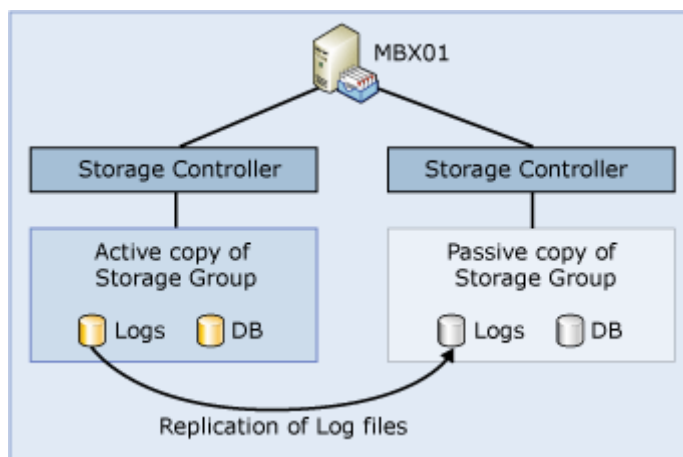 MBX01
Storage Controller
Storage Controller
Active copy of
Storage Group
Logs
DB
Passive copy of
Storage Group
Logs
DB
Replication of Log files